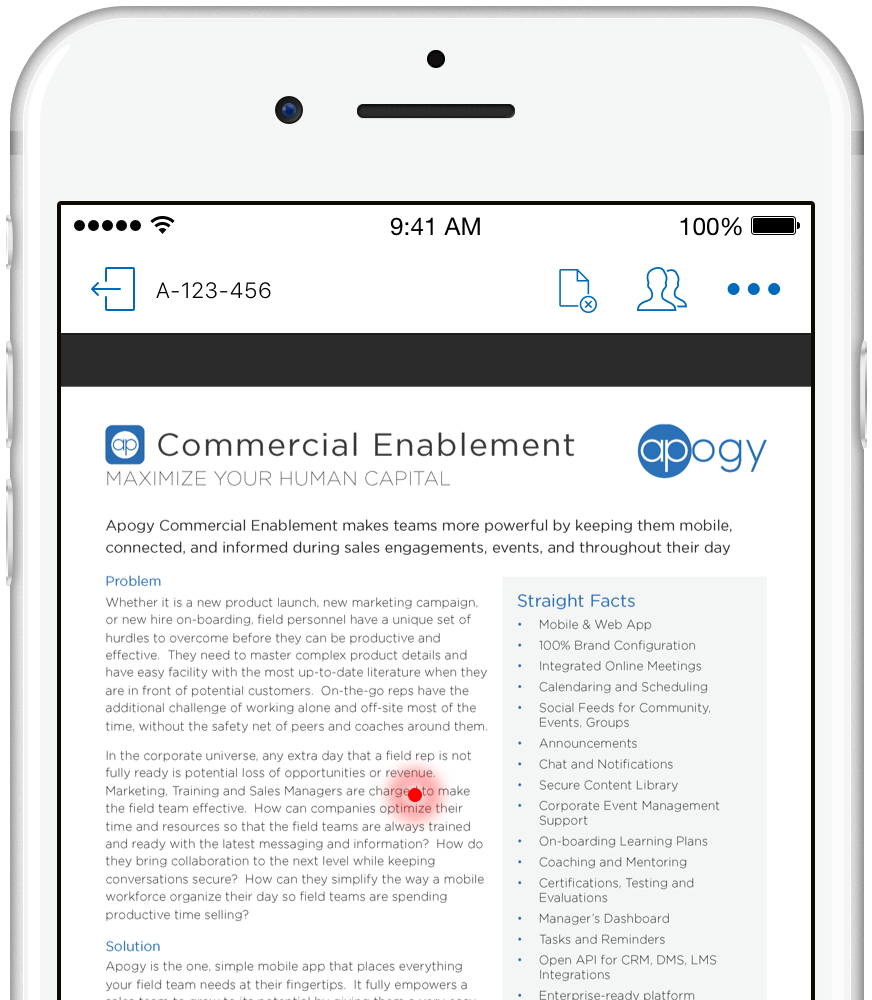 9:41 AM
100%
A-123-456
ap Commercial Enablement
MAXIMIZE YOUR HUMAN CAPITAL
apogy
Apogy Commercial Enablement makes teams more powerful by keeping them mobile,
connected, and informed during sales engagements, events, and throughout their day
Problem
Whether it is a new product launch, new marketing campaign,
or new hire on-boarding, field personnel have a unique set of
hurdles to overcome before they can be productive and
effective. They need to master complex product details and
have easy facility with the most up-to-date literature when they
are in front of potential customers. On-the-go reps have the
additional challenge of working alone and off-site most of the
time, without the safety net of peers and coaches around them.
In the corporate universe, any extra day that a field rep is not
fully ready is potential loss of opportunities or revenue.
Marketing, Training and Sales Managers are charged to make
the field team effective. How can companies optimize their
time and resources so that the field teams are always trained
and ready with the latest messaging and information? How do
they bring collaboration to the next level while keeping
conversations secure? How can they simplify the way a mobile
workforce organize their day so field teams are spending
productive time selling?
Solution
Apogy is the one, simple mobile app that places everything
your field team needs at their fingertips. It fully empowers a
sales team to grow to its potential by giving them a very easy
Straight Facts
• Mobile & Web App
• 100% Brand Configuration
• Integrated Online Meetings
• Calendaring and Scheduling
• Social Feeds for Community,
Events, Groups
• Announcements
• Chat and Notifications
• Secure Content Library
• Corporate Event Management
Support
• On-boarding Learning Plans
• Coaching and Mentoring
• Certifications, Testing and
Evaluations
• Manager's Dashboard
• Tasks and Reminders
• Open API for CRM, DMS, LMS
Integrations
• Enterprise-ready platform